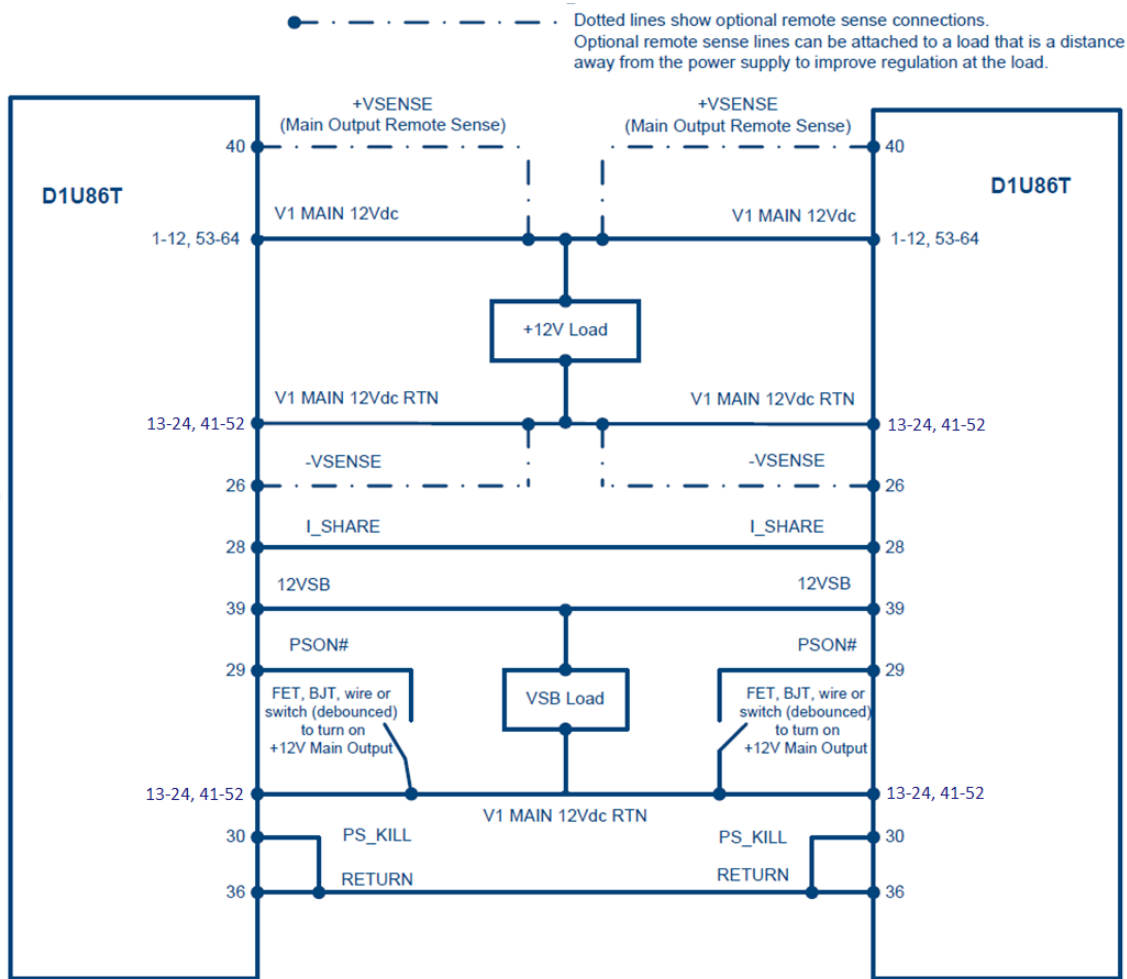 Dotted lines show optional remote sense connections.
Optional remote sense lines can be attached to a load that is a distance
away from the power supply to improve regulation at the load.
+VSENSE
(Main Output Remote Sense)
+VSENSE
(Main Output Remote Sense)
40
40
D1U86T
D1U86T
V1 MAIN 12Vdc
V1 MAIN 12Vdc
1-12, 53-64
1-12, 53-64
+12V Load
V1 MAIN 12Vdc RTN
V1 MAIN 12Vdc RTN
13-24, 41-52
13-24, 41-52
-VSENSE
-VSENSE
26
26
I_SHARE
I_SHARE
28
28
12VSB
12VSB
39
39
PSON#
PSON#
29
29
FET, BJT, wire or
switch (debounced)
to turn on
+12V Main Output
VSB Load
FET, BJT, wire or
switch (debounced)
to turn on
+12V Main Output
13-24, 41-52
13-24, 41-52
V1 MAIN 12Vdc RTN
30
PS_KILL
PS_KILL
30
36
RETURN
RETURN
36